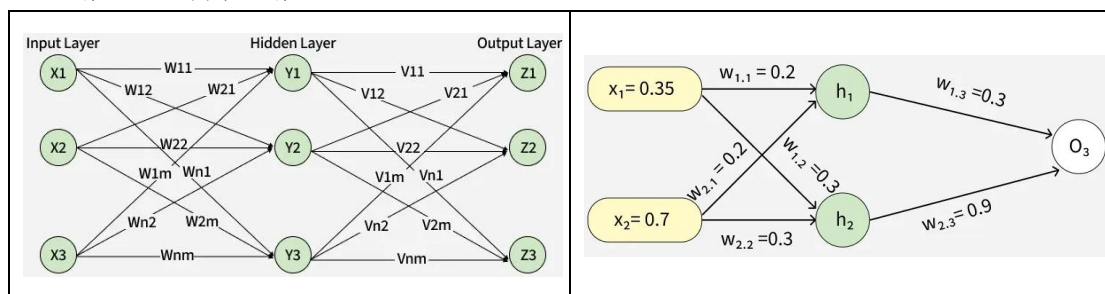 Input Layer
Hidden Layer
Output Layer
X1
W11
Y1
V11
Z1
W12
W21
V12
V21
X2
W22
Y2
V22
Z2
W1m
Wn1
V1m
Vn1
Wn2
W2m
Vn2
V2m
X3
Wnm
Y3
Vnm
Z3
x₁= 0.35
w₁.₁ = 0.2
h₁
w₁.₃ = 0.3
O₃
w₂.₁ = 0.2
w₁.₂ = 0.3
x₂= 0.7
w₂.₂ =0.3
h₂
w₂.₃= 0.9